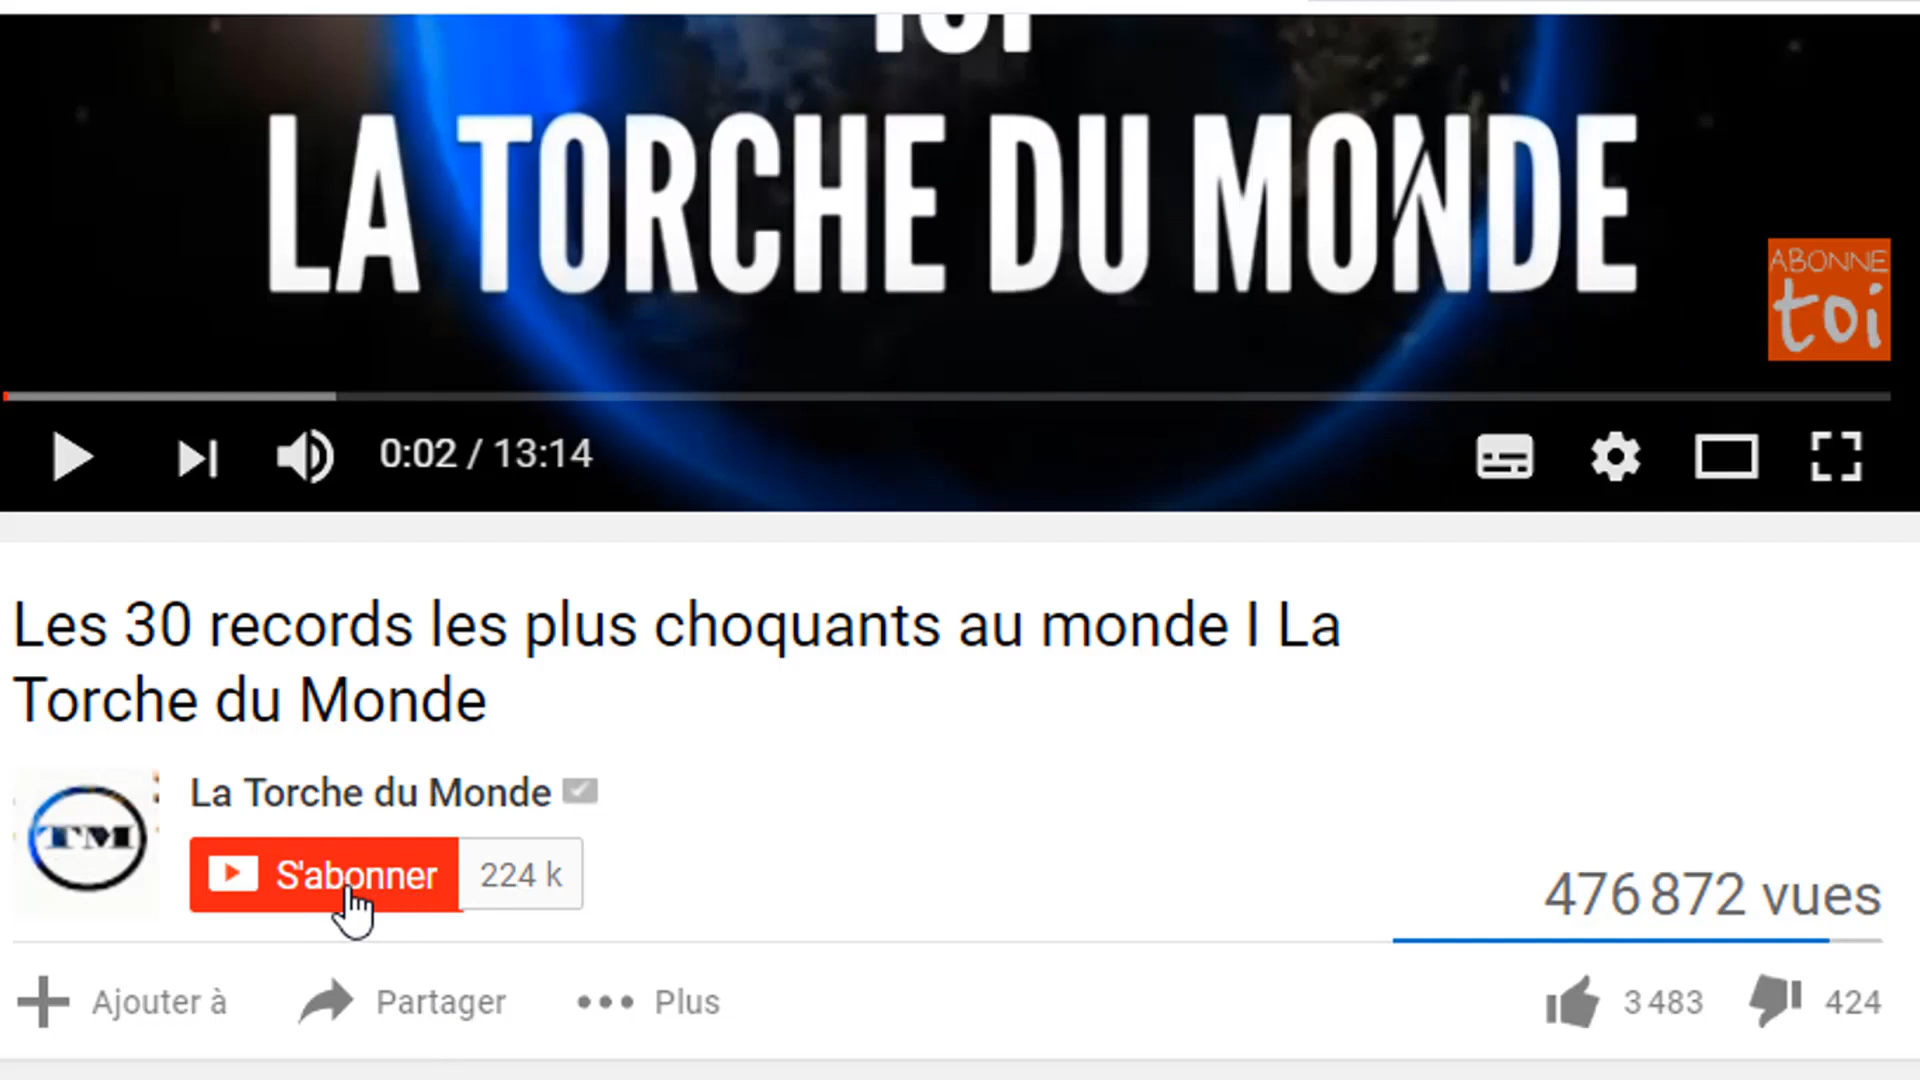 LA TORCHE DU MONDE
ABONNE
toi
0:02 / 13:14
Les 30 records les plus choquants au monde I La
Torche du Monde
TM
La Torche du Monde
S'abonner
224 k
476 872 vues
Ajouter à
Partager
Plus
3 483
424